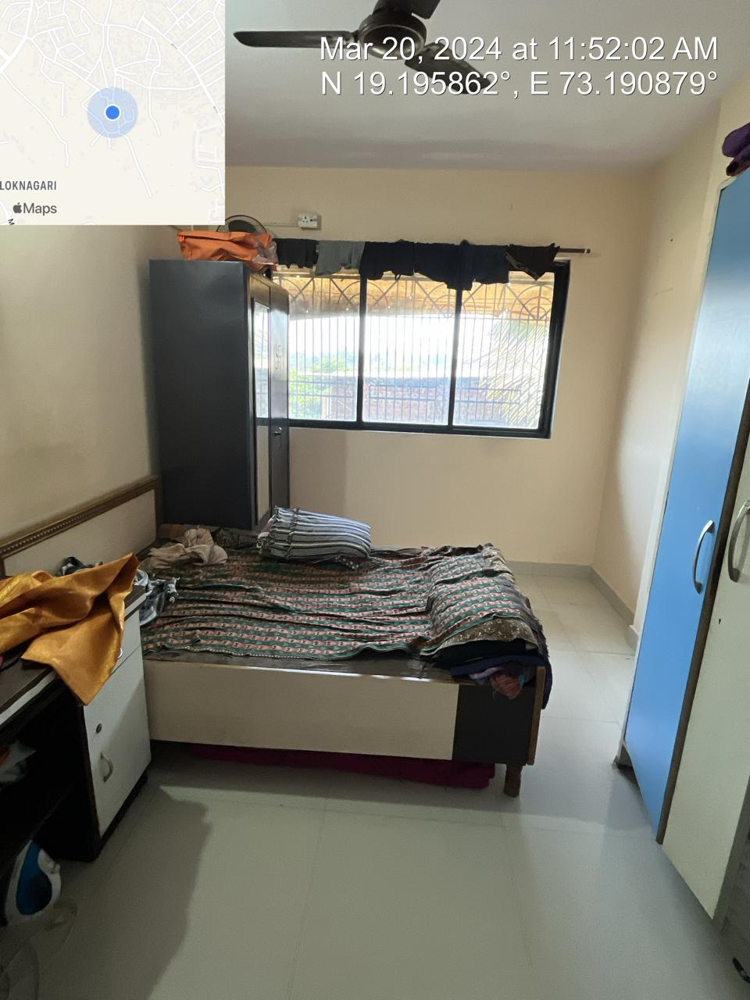 Mar 20, 2024 at 11:52:02 AM
N 19.195862°, E 73.190879°
LOKNAGARI
Maps